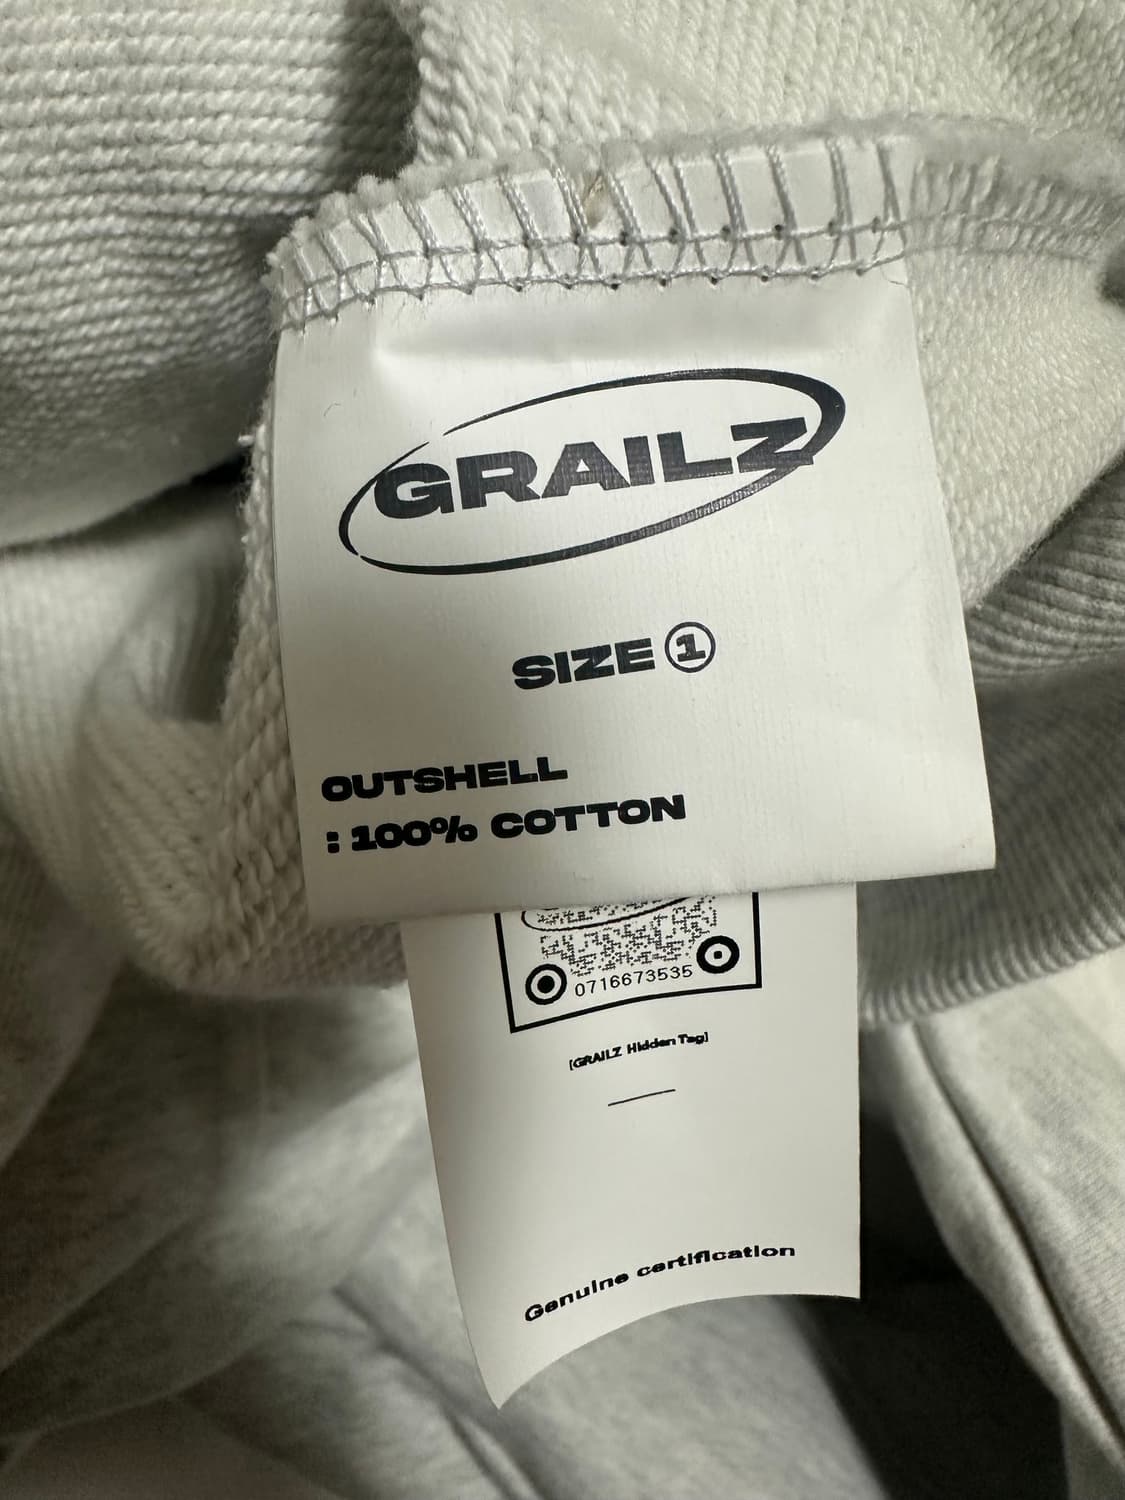 GRAILZ
SIZE ①
OUTSHELL
: 100% COTTON
0716673535
[GRAILZ Hidden Tag]
Genuine certification